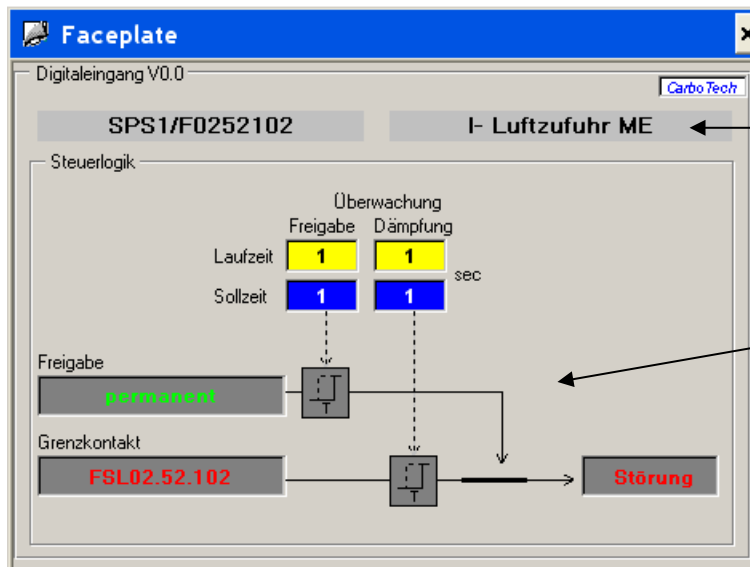 Faceplate
Digitaleingang V0.0
CarboTech
SPS1/F0252102 I- Luftzufuhr ME
Steuerlogik
Überwachung
Freigabe Dämpfung
Laufzeit 1 1
sec
Sollzeit 1 1
Freigabe
permanent
T
Grenzkontakt
FSL02.52.102 T Störung